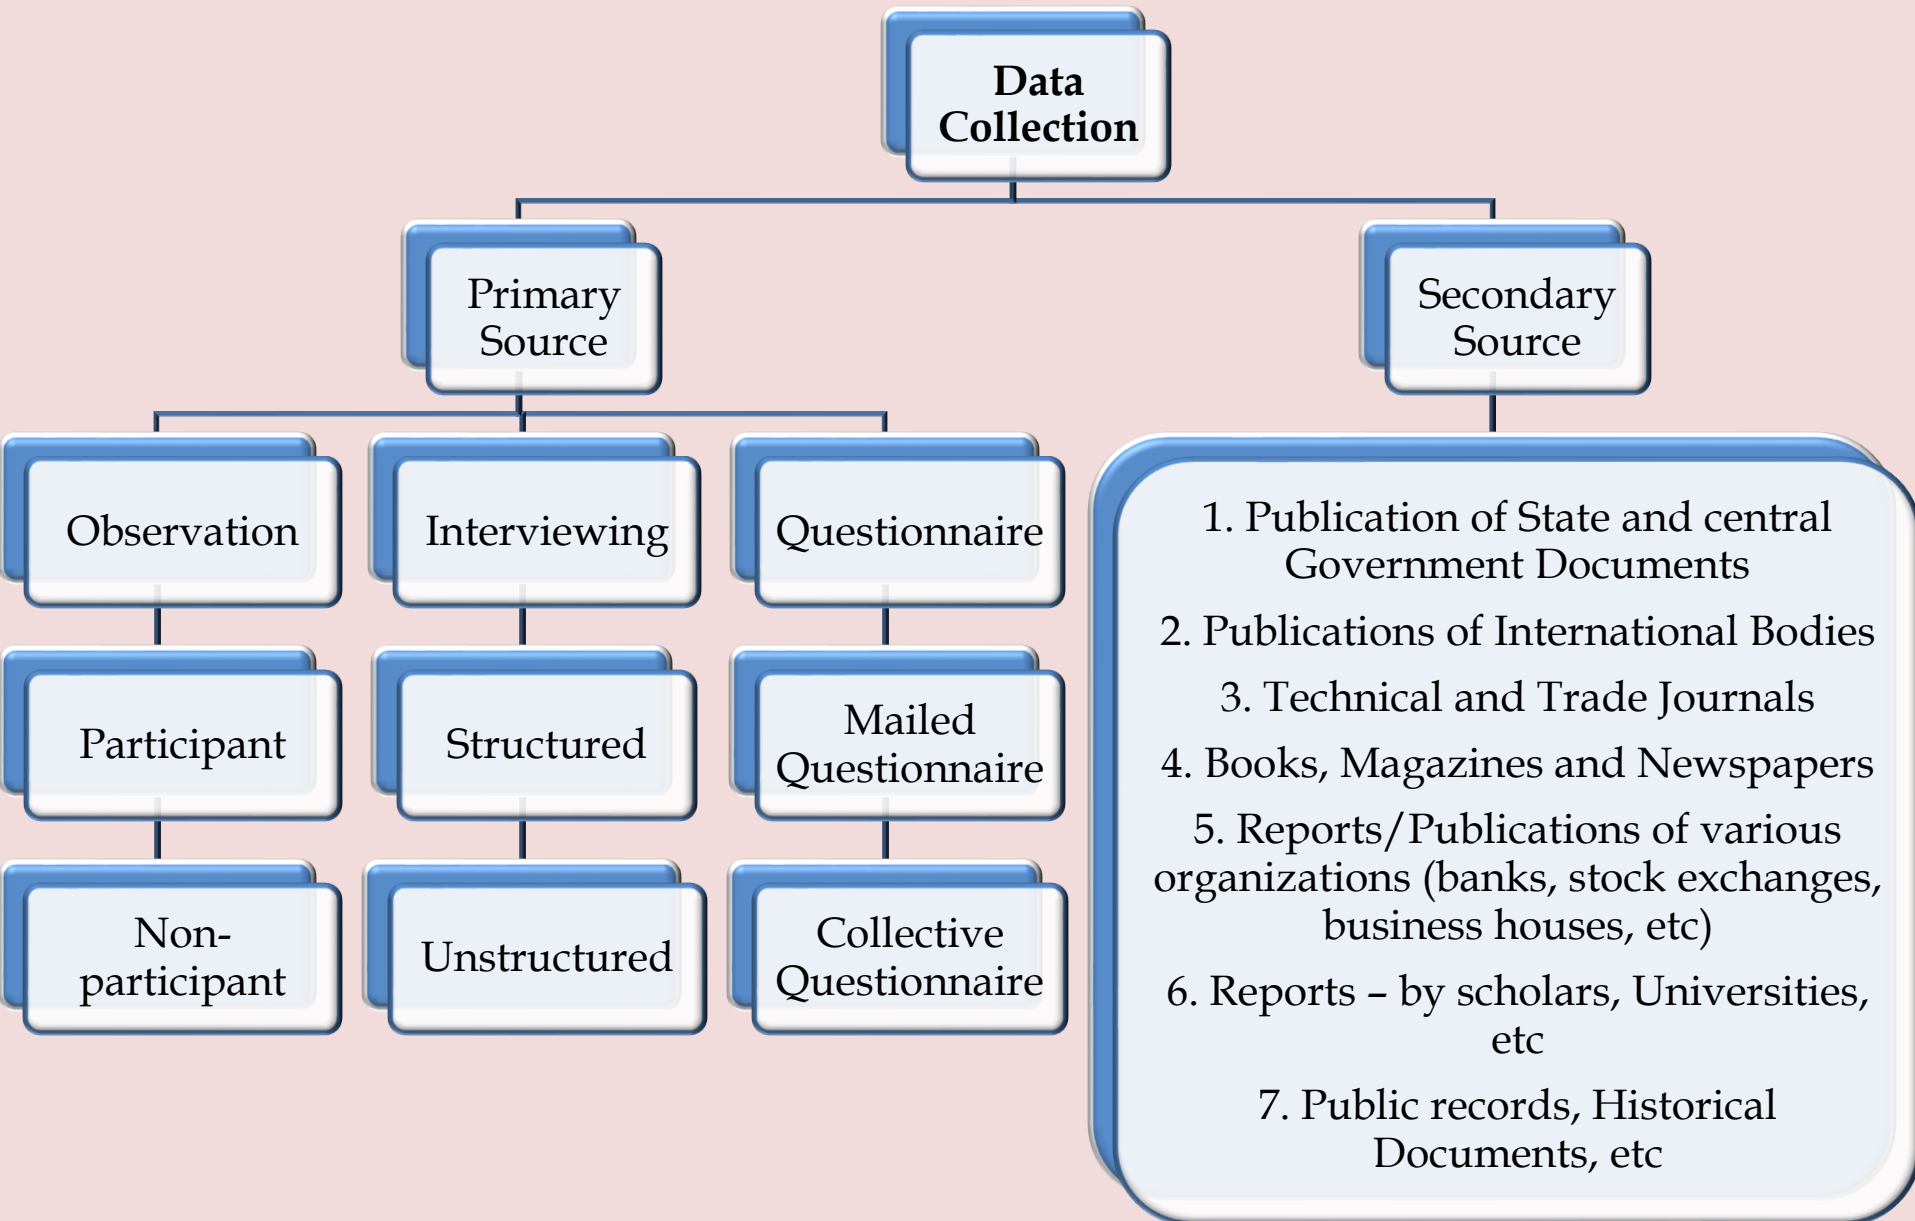 Data
Collection
Primary
Source
Secondary
Source
Observation
Interviewing
Questionnaire
Participant
Structured
Mailed
Questionnaire
Non-
participant
Unstructured
Collective
Questionnaire
1. Publication of State and central
Government Documents
2. Publications of International Bodies
3. Technical and Trade Journals
4. Books, Magazines and Newspapers
5. Reports/Publications of various
organizations (banks, stock exchanges,
business houses, etc)
6. Reports – by scholars, Universities,
etc
7. Public records, Historical
Documents, etc